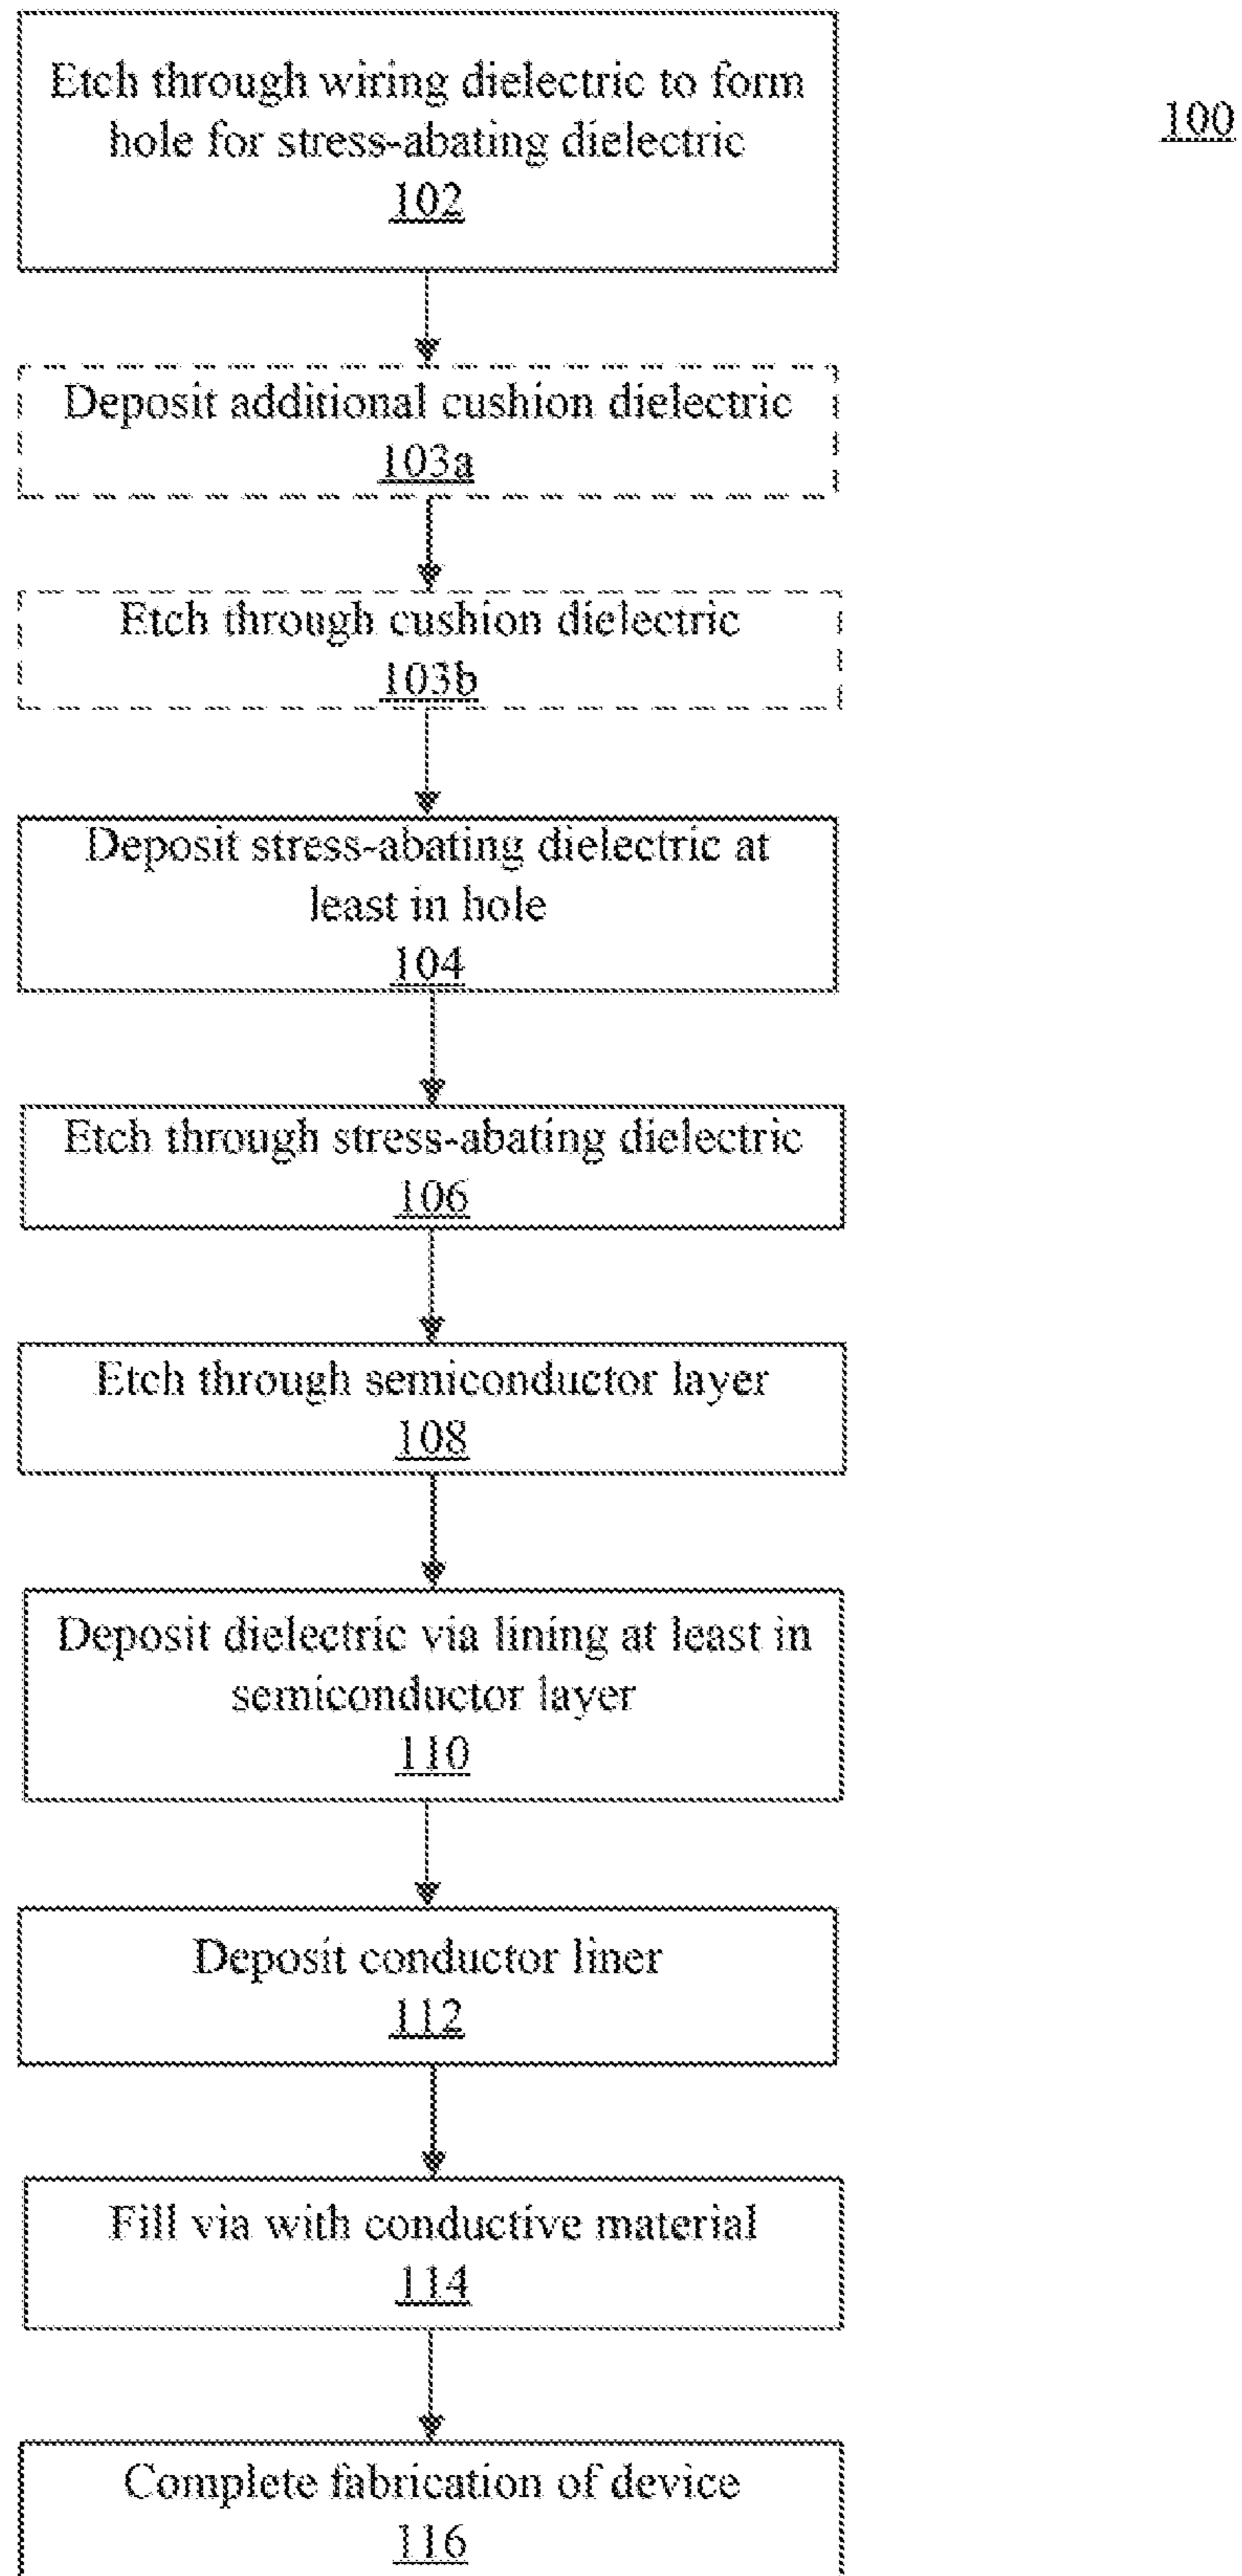 Etch through wiring dielectric to form
hole for stress-abating dielectric
102
100
Deposit additional cushion dielectric
103a
Etch through cushion dielectric
103b
Deposit stress-abating dielectric at
least in hole
104
Etch through stress-abating dielectric
106
Etch through semiconductor layer
108
Deposit dielectric via lining at least in
semiconductor layer
110
Deposit conductor liner
112
Fill via with conductive material
114
Complete fabrication of device
116